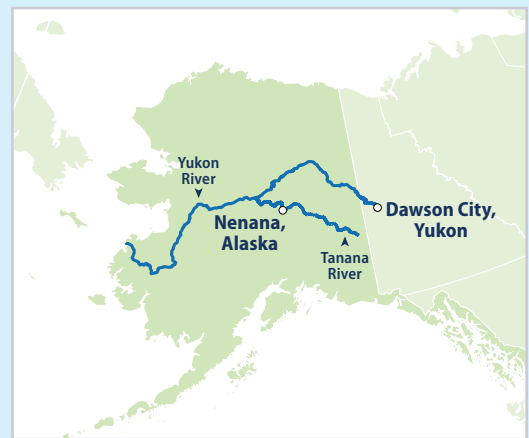 Yukon
River
Nenana,
Alaska
Dawson City,
Yukon
Tanana
River